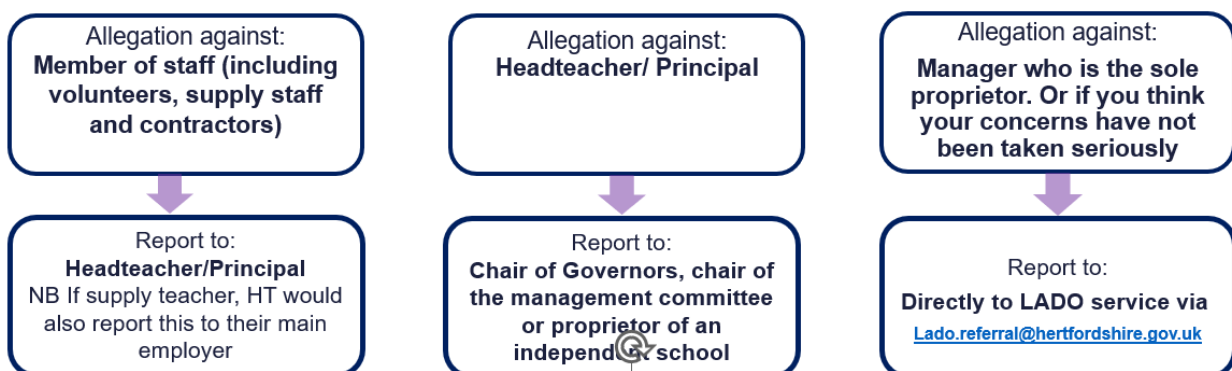 Allegation against:
Member of staff (including
volunteers, supply staff
and contractors)
Report to:
Headteacher/Principal
NB If supply teacher, HT would
also report this to their main
employer
Allegation against:
Headteacher/ Principal
Report to:
Chair of Governors, chair of
the management committee
or proprietor of an
independent school
Allegation against:
Manager who is the sole
proprietor. Or if you think
your concerns have not
been taken seriously
Report to:
Directly to LADO service via
Lado.referral@hertfordshire.gov.uk